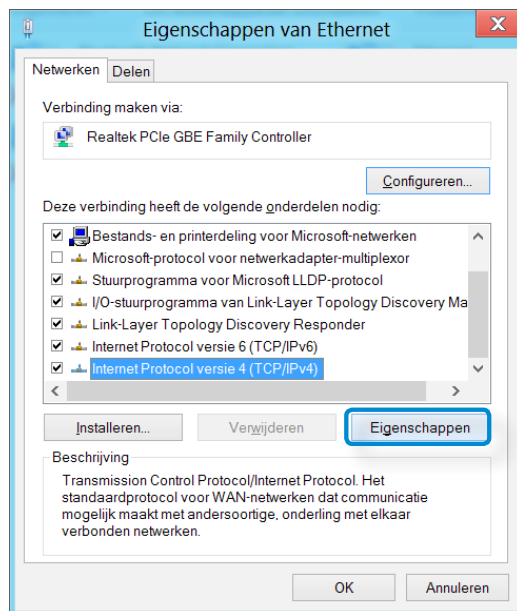 Eigenschappen van Ethernet
Netwerken Delen
Verbinding maken via:
Realtek PCIe GBE Family Controller
Configureren...
Deze verbinding heeft de volgende onderdelen nodig:
Bestands- en printerdeling voor Microsoft-netwerken
Microsoft-protocol voor netwerkadapter-multiplexor
Stuurprogramma voor Microsoft LLDP-protocol
I/O-stuurprogramma van Link-Layer Topology Discovery Ma
Link-Layer Topology Discovery Responder
Internet Protocol versie 6 (TCP/IPv6)
Internet Protocol versie 4 (TCP/IPv4)
Installeren... Verwijderen Eigenschappen
Beschrijving
Transmission Control Protocol/Internet Protocol. Het
standaardprotocol voor WAN-netwerken dat communicatie
mogelijk maakt met andersoortige, onderling met elkaar
verbonden netwerken.
OK Annuleren